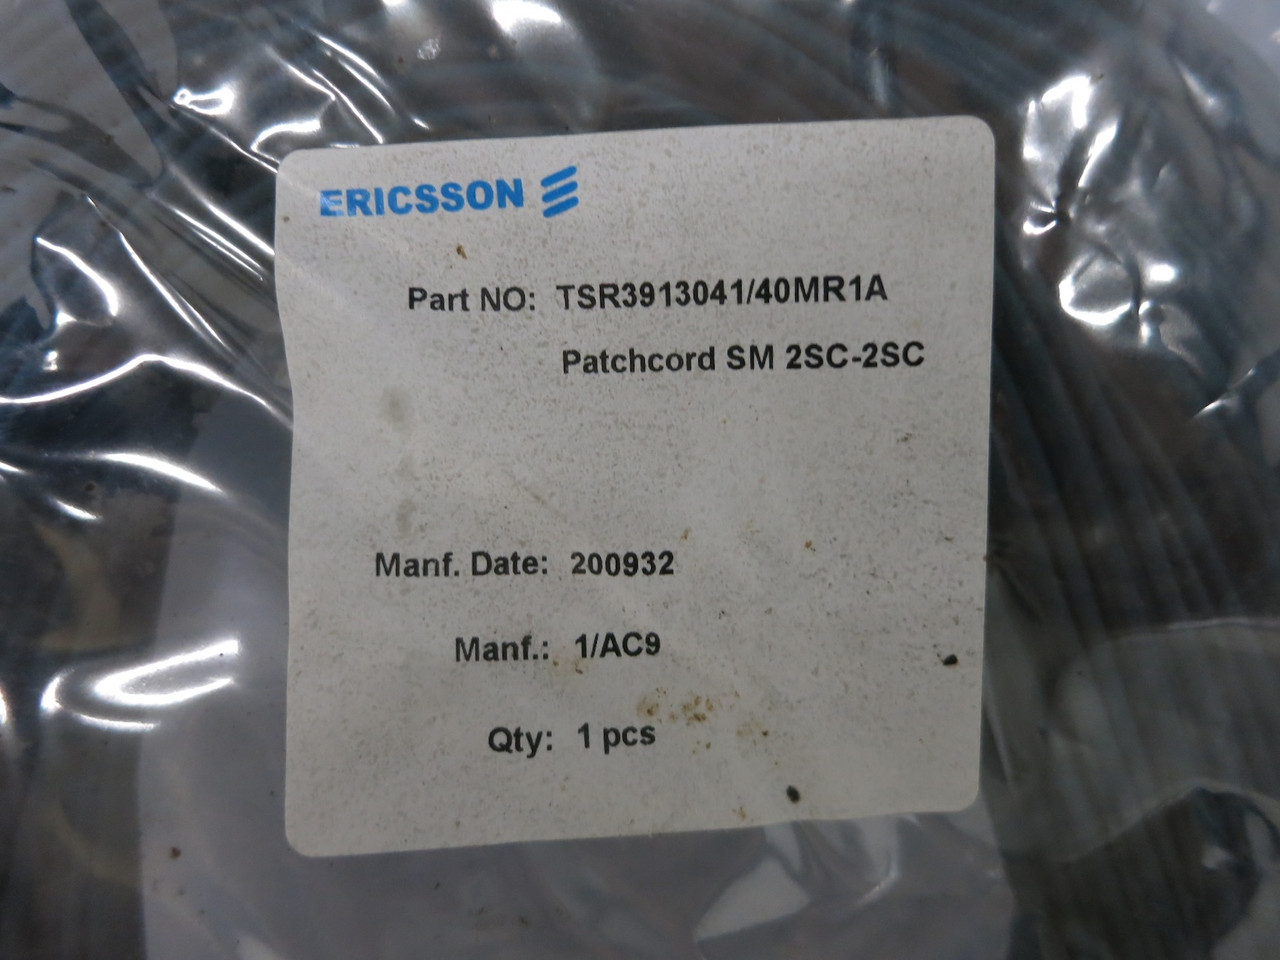 ERICSSON
Part NO: TSR3913041/40MR1A
Patchcord SM 2SC-2SC
Manf. Date: 200932
Manf.: 1/AC9
Qty: 1 pcs